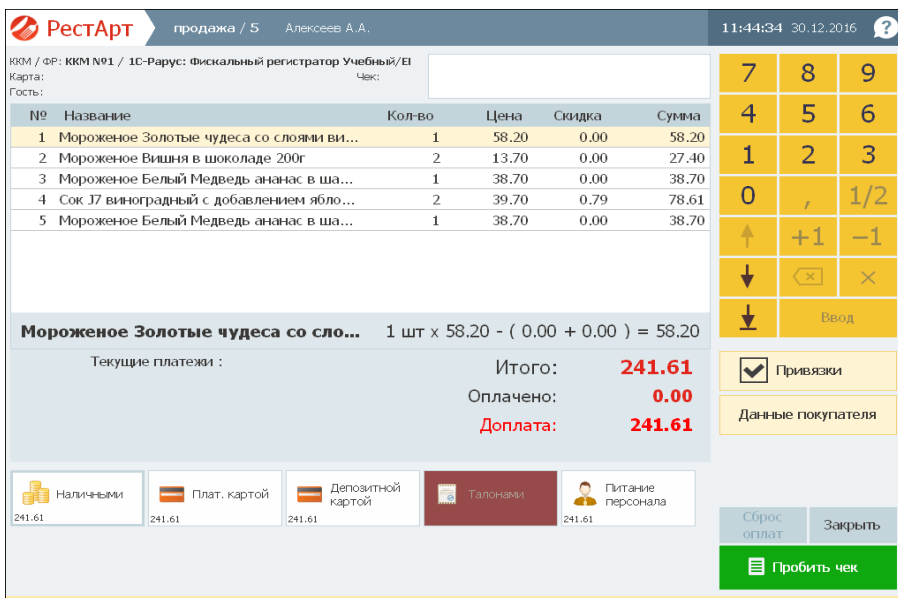 РестАрт продажа / 5 Алексеев А.А. 11:44:34 30.12.2016 ?
ККМ / ФР: ККМ №1 / 1С-Рарус: Фискальный регистратор Учебный/El
Карта: Чек:
Гость:
№ Название Кол-во Цена Скидка Сумма
1 Мороженое Золотые чудеса со слоями ви... 1 58.20 0.00 58.20
2 Мороженое Вишня в шоколаде 200г 2 13.70 0.00 27.40
3 Мороженое Белый Медведь ананас в ша... 1 38.70 0.00 38.70
4 Сок J7 виноградный с добавлением ябло... 2 39.70 0.79 78.61
5 Мороженое Белый Медведь ананас в ша... 1 38.70 0.00 38.70
Мороженое Золотые чудеса со сло... 1 шт x 58.20 - ( 0.00 + 0.00 ) = 58.20
Текущие платежи :
Итого: 241.61
Оплачено: 0.00
Доплата: 241.61
Наличными
241.61
Плат. картой
241.61
Депозитной
картой
241.61
Талонами
Питание
персонала
241.61
7 8 9
4 5 6
1 2 3
0 , 1/2
+1 −1
Ввод
Привязки
Данные покупателя
Сброс
оплат
Закрыть
Пробить чек